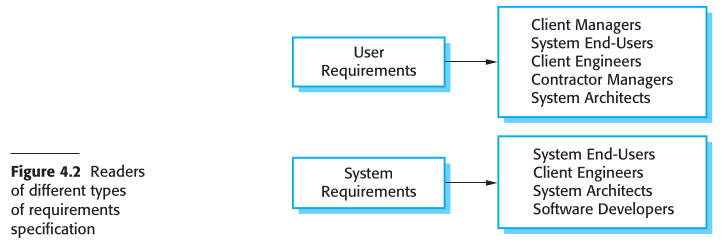 User
Requirements
Client Managers
System End-Users
Client Engineers
Contractor Managers
System Architects
System
Requirements
System End-Users
Client Engineers
System Architects
Software Developers
Figure 4.2 Readers
of different types
of requirements
specification